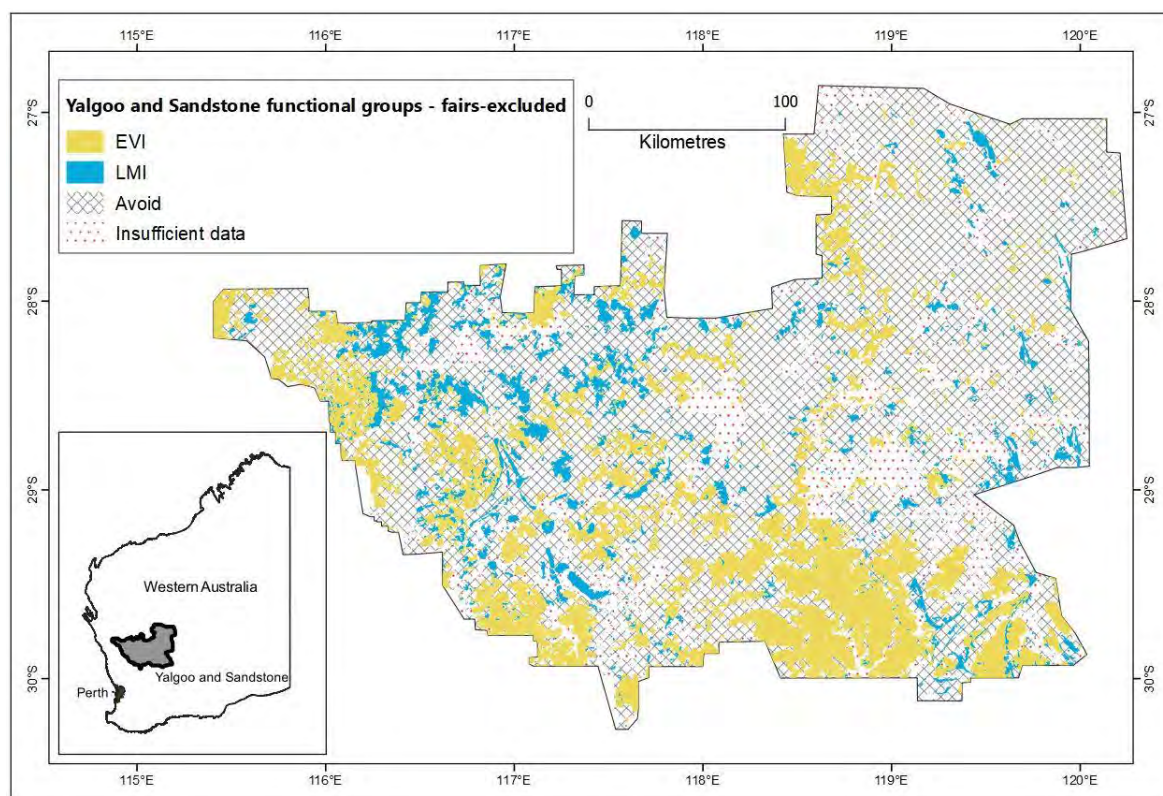 115°E 116°E 117°E 118°E 119°E 120°E
Yalgoo and Sandstone functional groups - fairs-excluded
EVI
LMI
Avoid
Insufficient data
0 100
Kilometres
27°S 27°S
28°S 28°S
29°S 29°S
30°S 30°S
Western Australia
Yalgoo and Sandstone
Perth
115°E 116°E 117°E 118°E 119°E 120°E